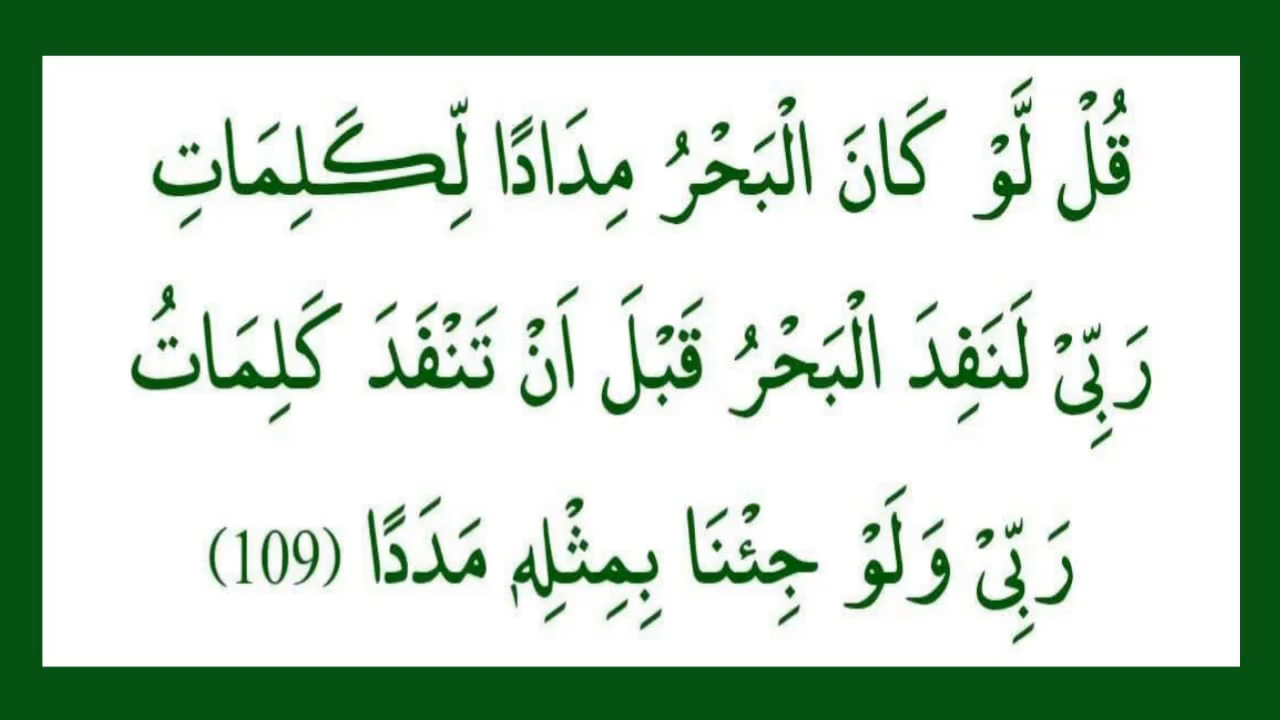 قُلْ لَّوْ كَانَ الْبَحْرُ مِدَادًا لِّكَلِمَاتِ
رَبِّىْ لَنَفِدَ الْبَحْرُ قَبْلَ اَنْ تَنْفَدَ كَلِمَاتُ
رَبِّىْ وَلَوْ جِئْنَا بِمِثْلِهٖ مَدَدًا (109)